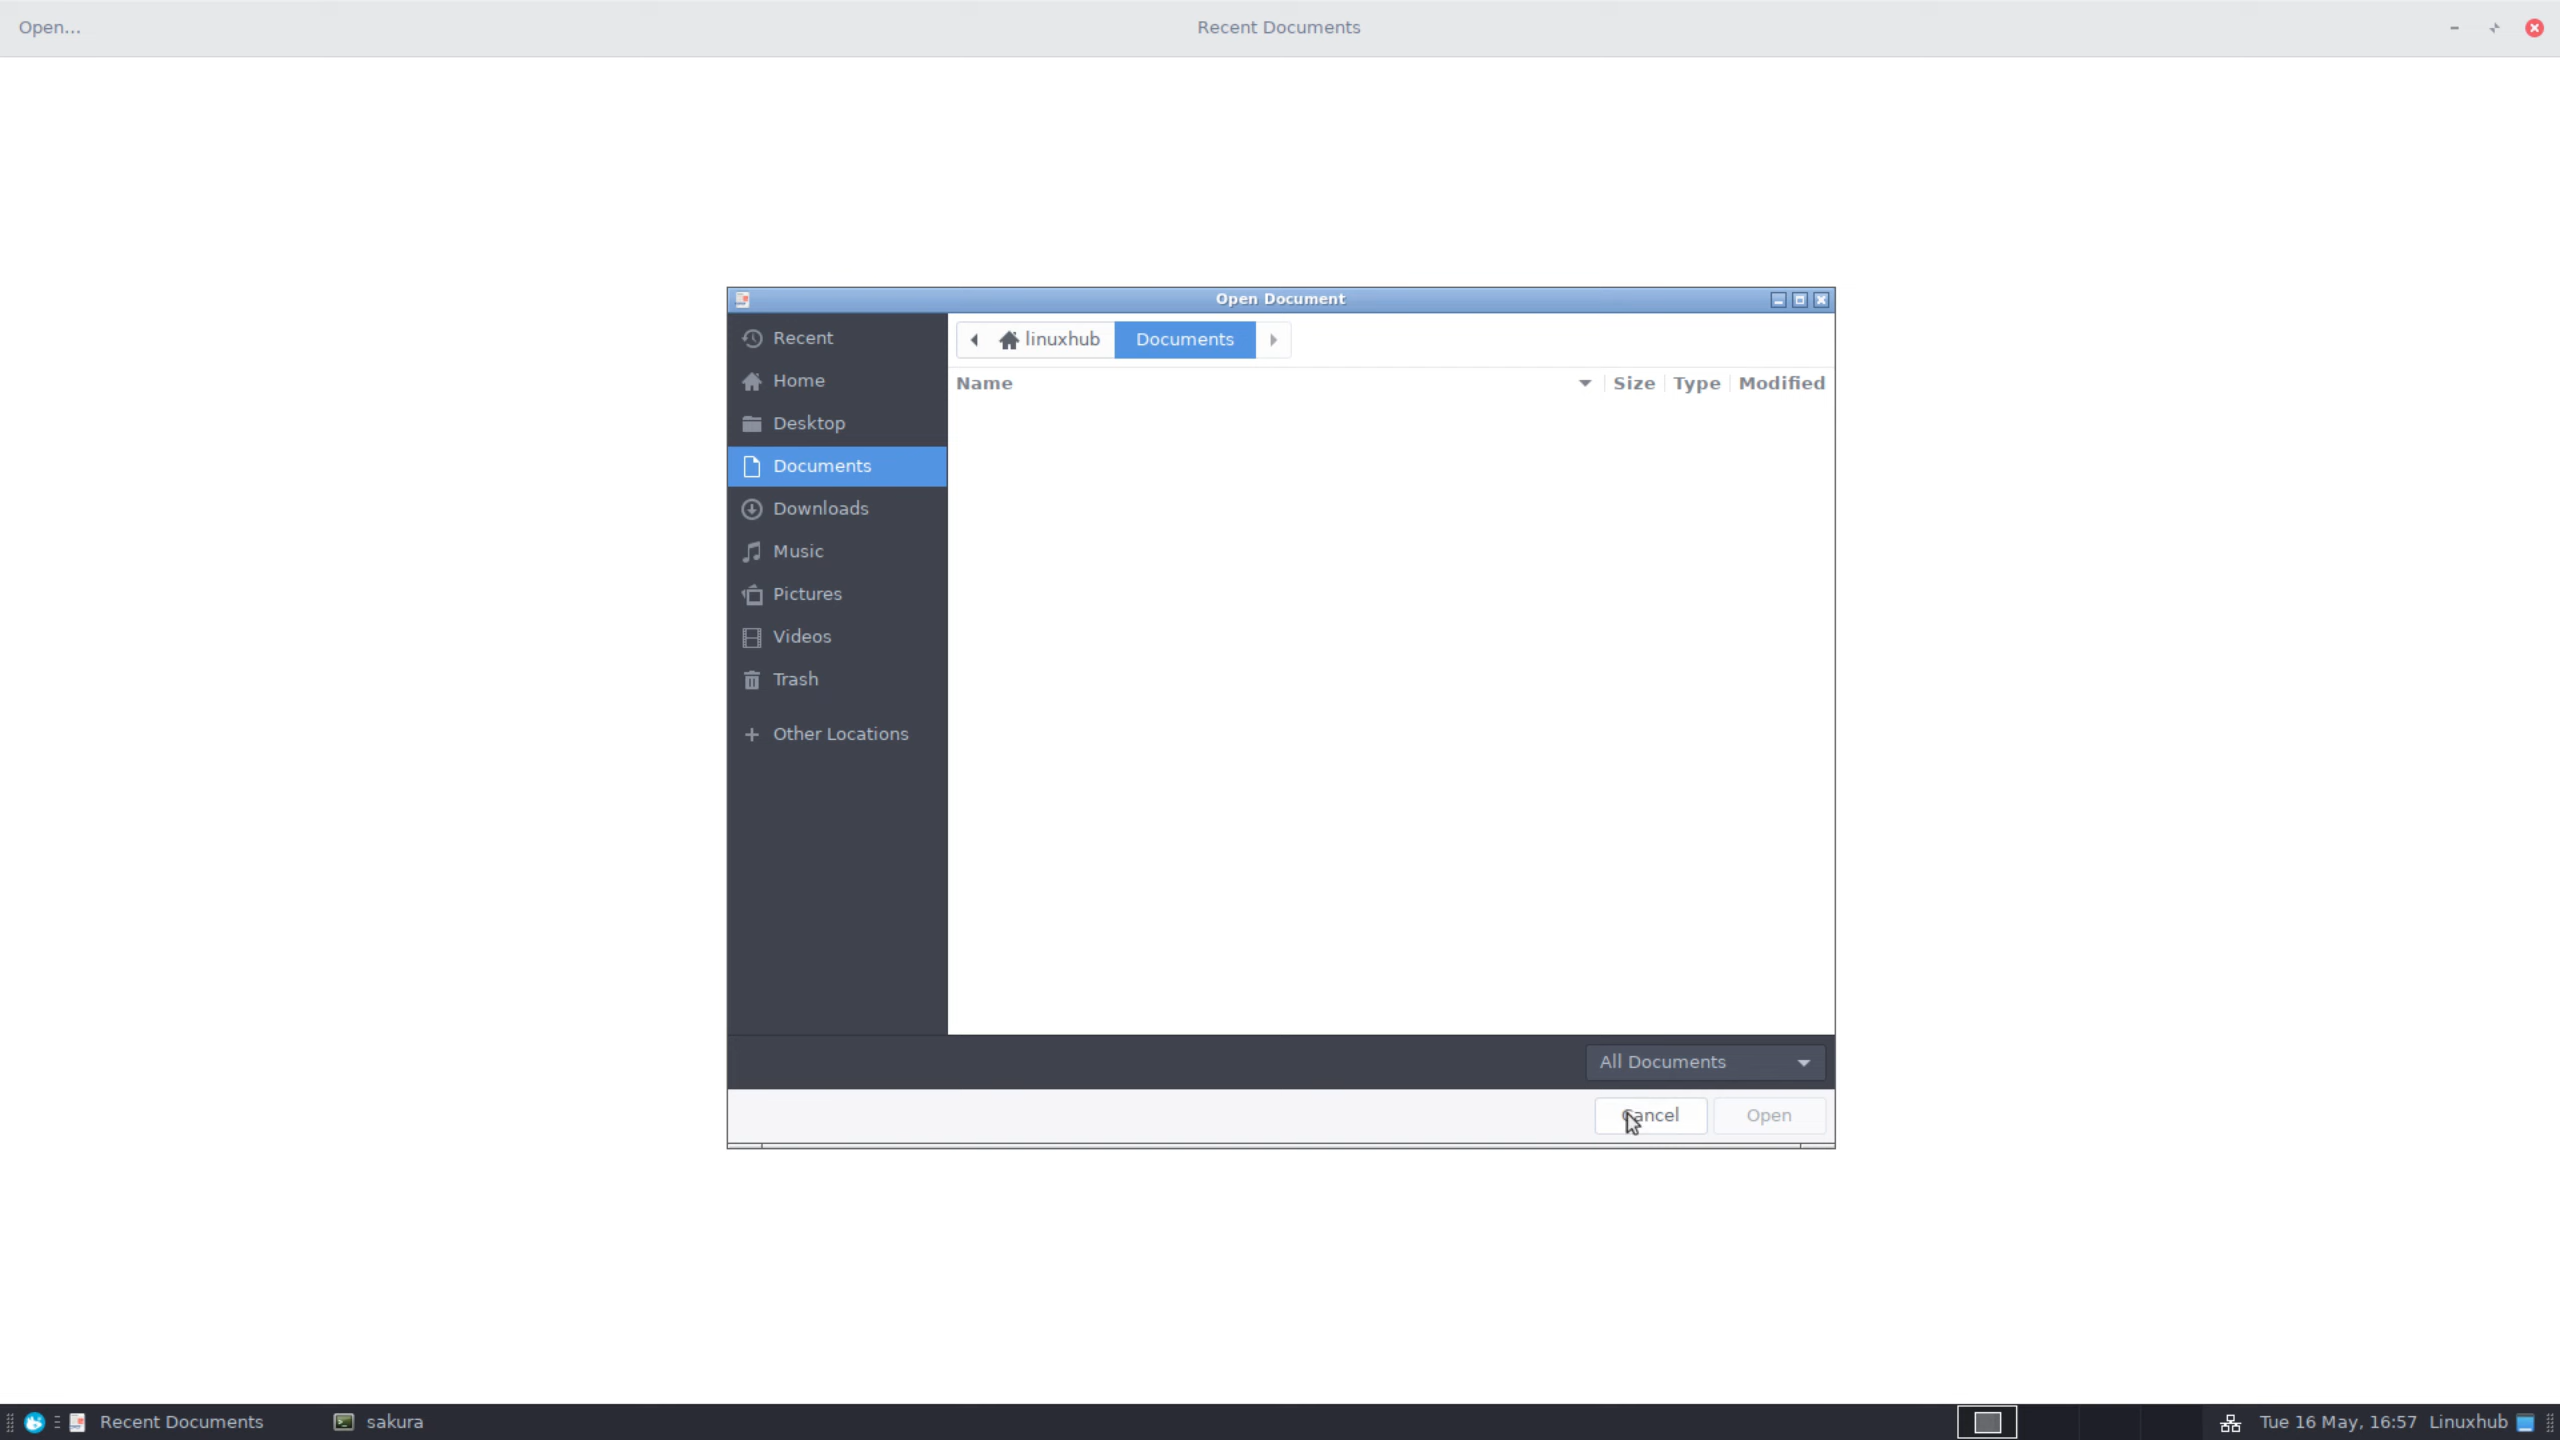 Open...
Recent Documents
Open Document
Recent
Home
Desktop
Documents
Downloads
Music
Pictures
Videos
Trash
Other Locations
linuxhub Documents
Name Size Type Modified
All Documents
Cancel Open
Recent Documents sakura Tue 16 May, 16:57 Linuxhub